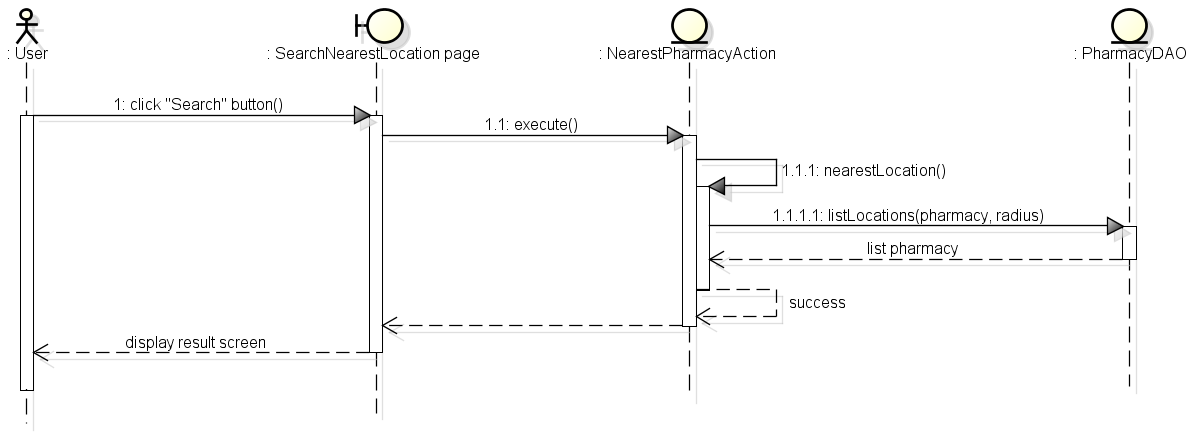 : User
: SearchNearestLocation page
: NearestPharmacyAction
: PharmacyDAO
1: click "Search" button()
1.1: execute()
1.1.1: nearestLocation()
1.1.1.1: listLocations(pharmacy, radius)
list pharmacy
success
display result screen